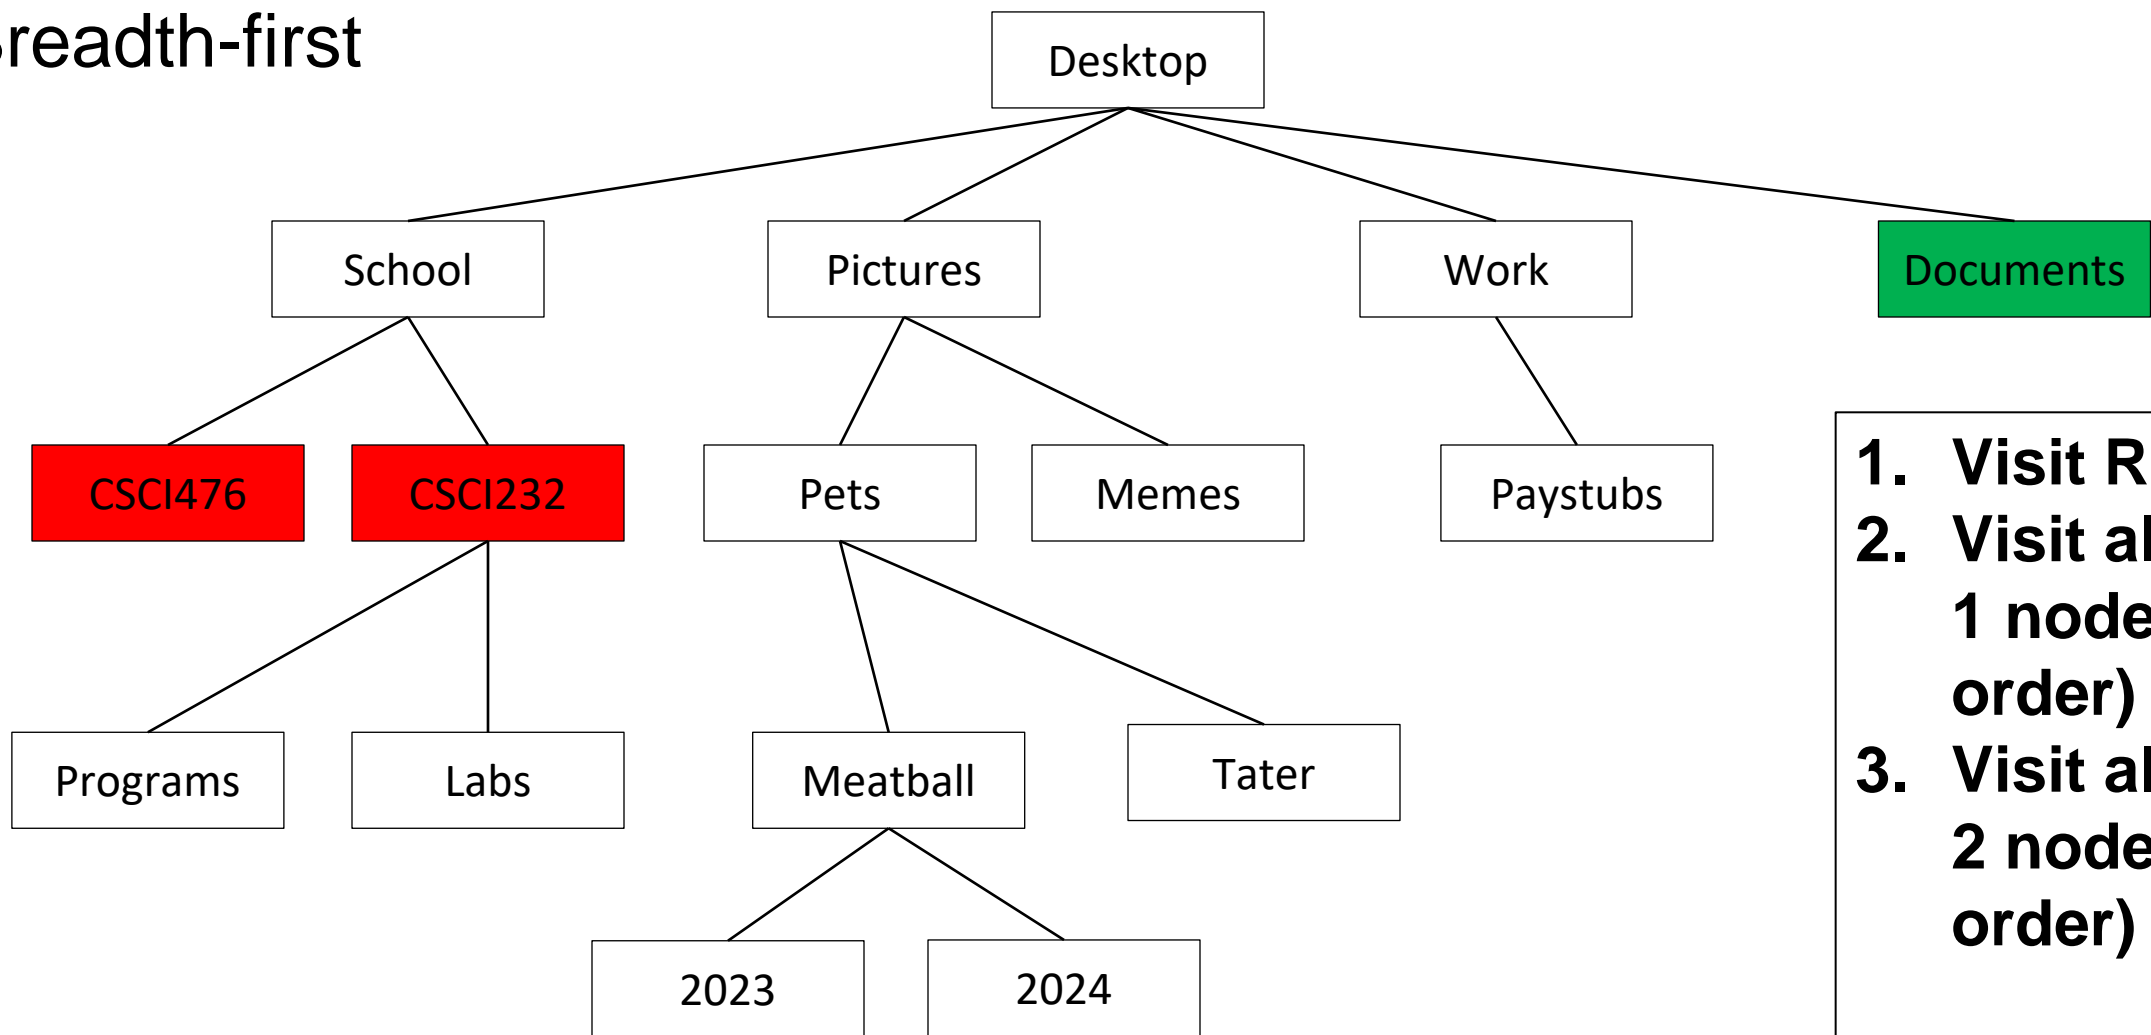 readth-first
Desktop
School
Pictures
Work
Documents
CSCI476
CSCI232
Pets
Memes
Paystubs
1. Visit R
2. Visit al
1 node
order)
3. Visit al
2 node
order)
Programs
Labs
Meatball
Tater
2023
2024